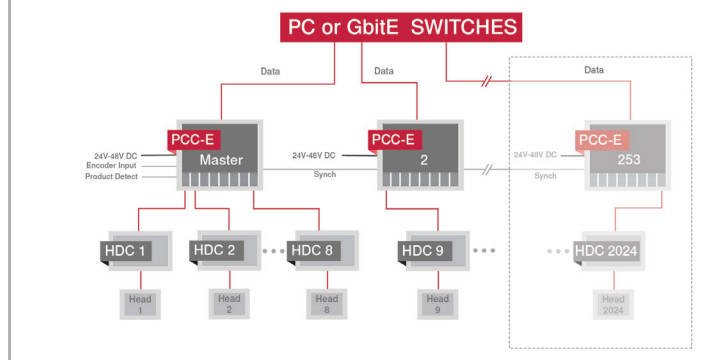 PC or GbitE SWITCHES
Data
Data
Data
PCC-E
Master
24V-48V DC
Encoder Input
Product Detect
PCC-E
2
24V-48V DC
Synch
PCC-E
253
24V-48V DC
Synch
HDC 1
HDC 2
HDC 8
HDC 9
HDC 2024
Head
1
Head
2
Head
8
Head
9
Head
2024